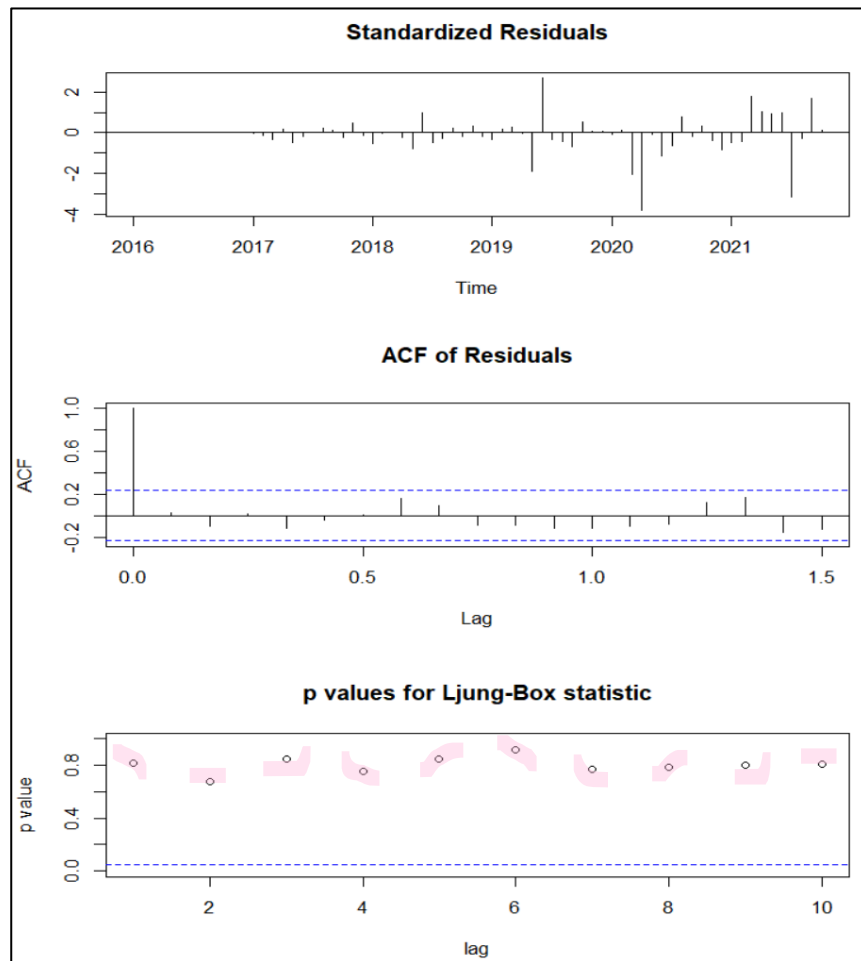 Standardized Residuals
2
0
-2
-4
2016 2017 2018 2019 2020 2021
Time
ACF of Residuals
ACF
1.0
0.6
0.2
-0.2
0.0 0.5 1.0 1.5
Lag
p values for Ljung-Box statistic
p value
0.8
0.4
0.0
2 4 6 8 10
lag